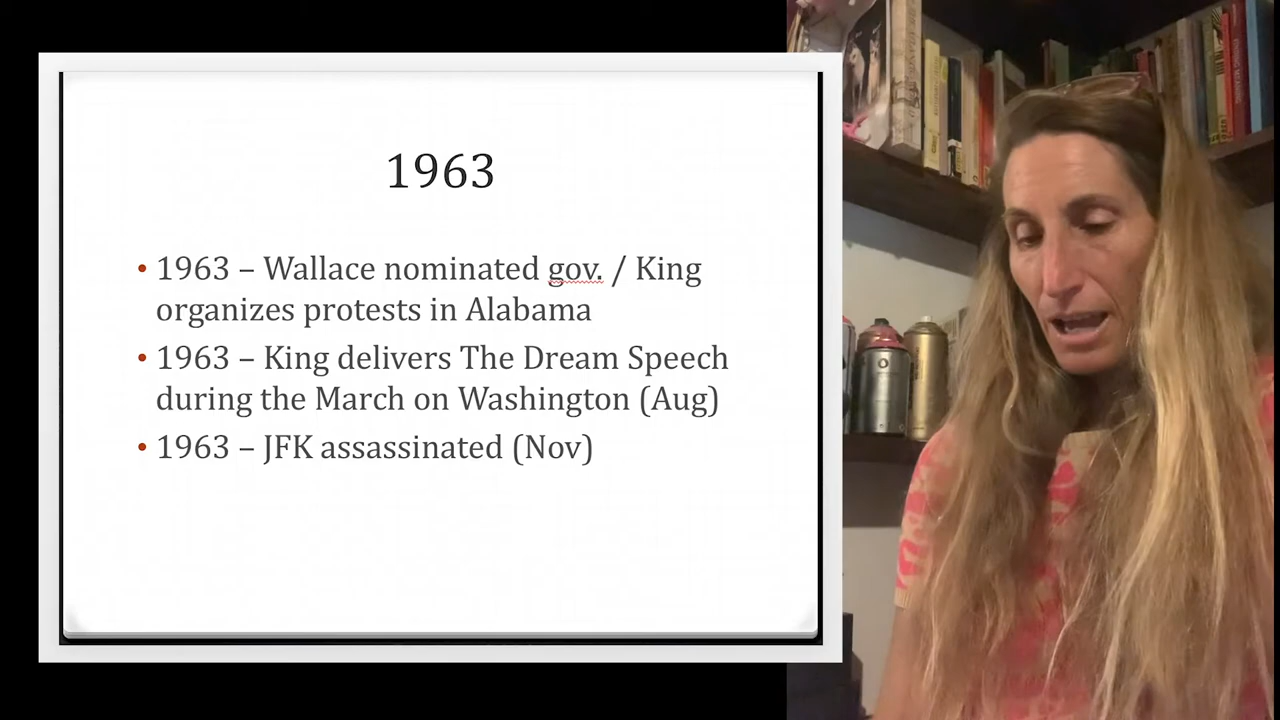 1963
• 1963 – Wallace nominated gov. / King
organizes protests in Alabama
• 1963 – King delivers The Dream Speech
during the March on Washington (Aug)
• 1963 – JFK assassinated (Nov)